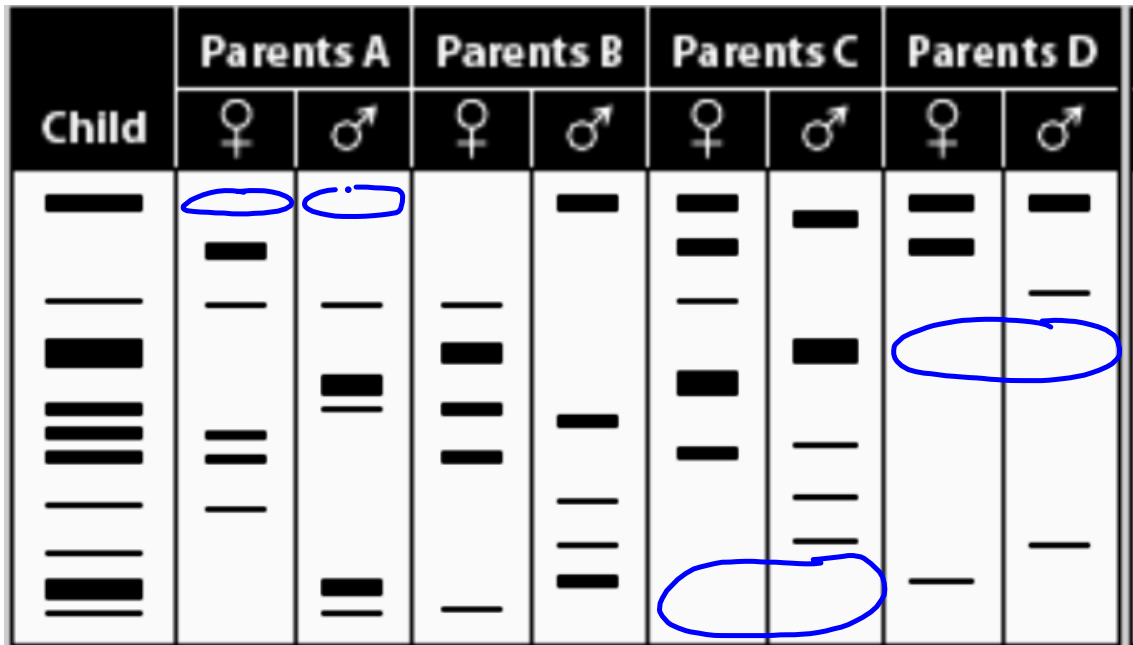 Parents A Parents B Parents C Parents D
Child ♀ ♂ ♀ ♂ ♀ ♂ ♀ ♂